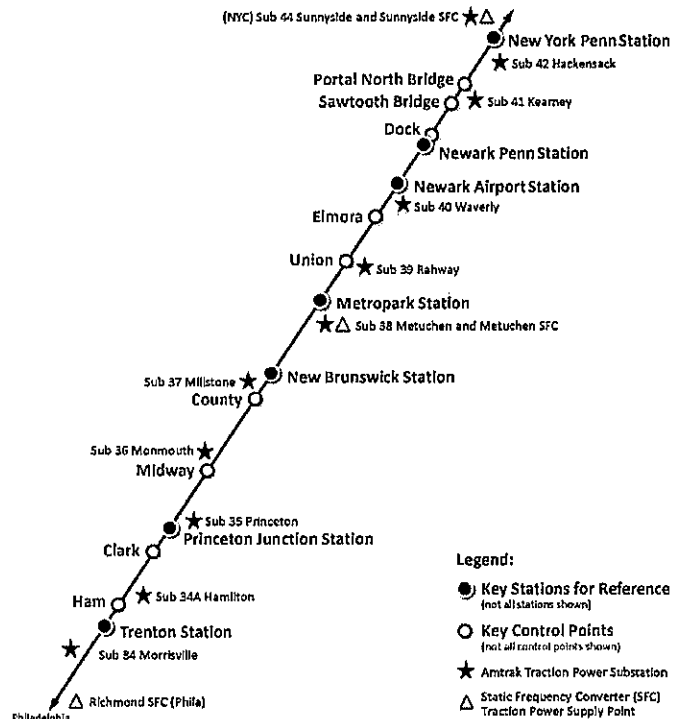 (NYC) Sub 44 Sunnyside and Sunnyside SFC
New York Penn Station
Sub 42 Hackensack
Portal North Bridge
Sawtooth Bridge
Sub 41 Kearney
Dock
Newark Penn Station
Newark Airport Station
Sub 40 Waverly
Elmora
Union
Sub 39 Rahway
Metropark Station
Sub 38 Metuchen and Metuchen SFC
Sub 37 Millstone
New Brunswick Station
County
Sub 36 Monmouth
Midway
Sub 35 Princeton
Princeton Junction Station
Clark
Sub 34A Hamilton
Ham
Trenton Station
Sub 34 Morrisville
Richmond SFC (Phila)
Philadelphia
Legend:
Key Stations for Reference
(not all stations shown)
Key Control Points
(not all control points shown)
Amtrak Traction Power Substation
Static Frequency Converter (SFC)
Traction Power Supply Point